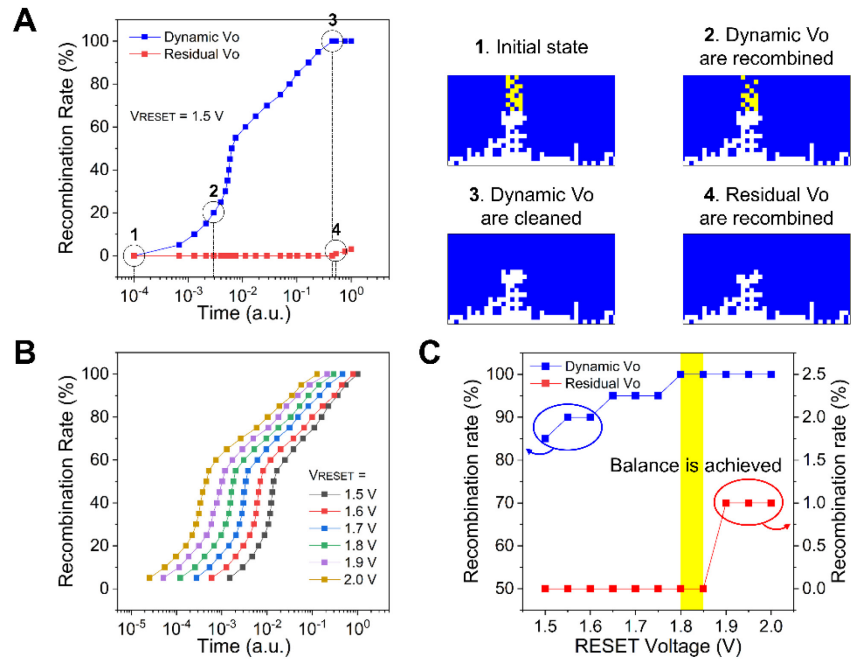 A
Dynamic Vo
Residual Vo
VRESET = 1.5 V
1
2
3
4
Recombination Rate (%)
100
80
60
40
20
0
10⁻⁴
10⁻³
10⁻²
10⁻¹
10⁰
Time (a.u.)
1. Initial state
2. Dynamic Vo
are recombined
3. Dynamic Vo
are cleaned
4. Residual Vo
are recombined
B
Recombination Rate (%)
100
80
60
40
20
0
VRESET =
1.5 V
1.6 V
1.7 V
1.8 V
1.9 V
2.0 V
10⁻⁵
10⁻⁴
10⁻³
10⁻²
10⁻¹
10⁰
Time (a.u.)
C
Dynamic Vo
Residual Vo
Balance is achieved
Recombination rate (%)
100
90
80
70
60
50
2.5
2.0
1.5
1.0
0.5
0.0
Recombination rate (%)
1.5
1.6
1.7
1.8
1.9
2.0
RESET Voltage (V)